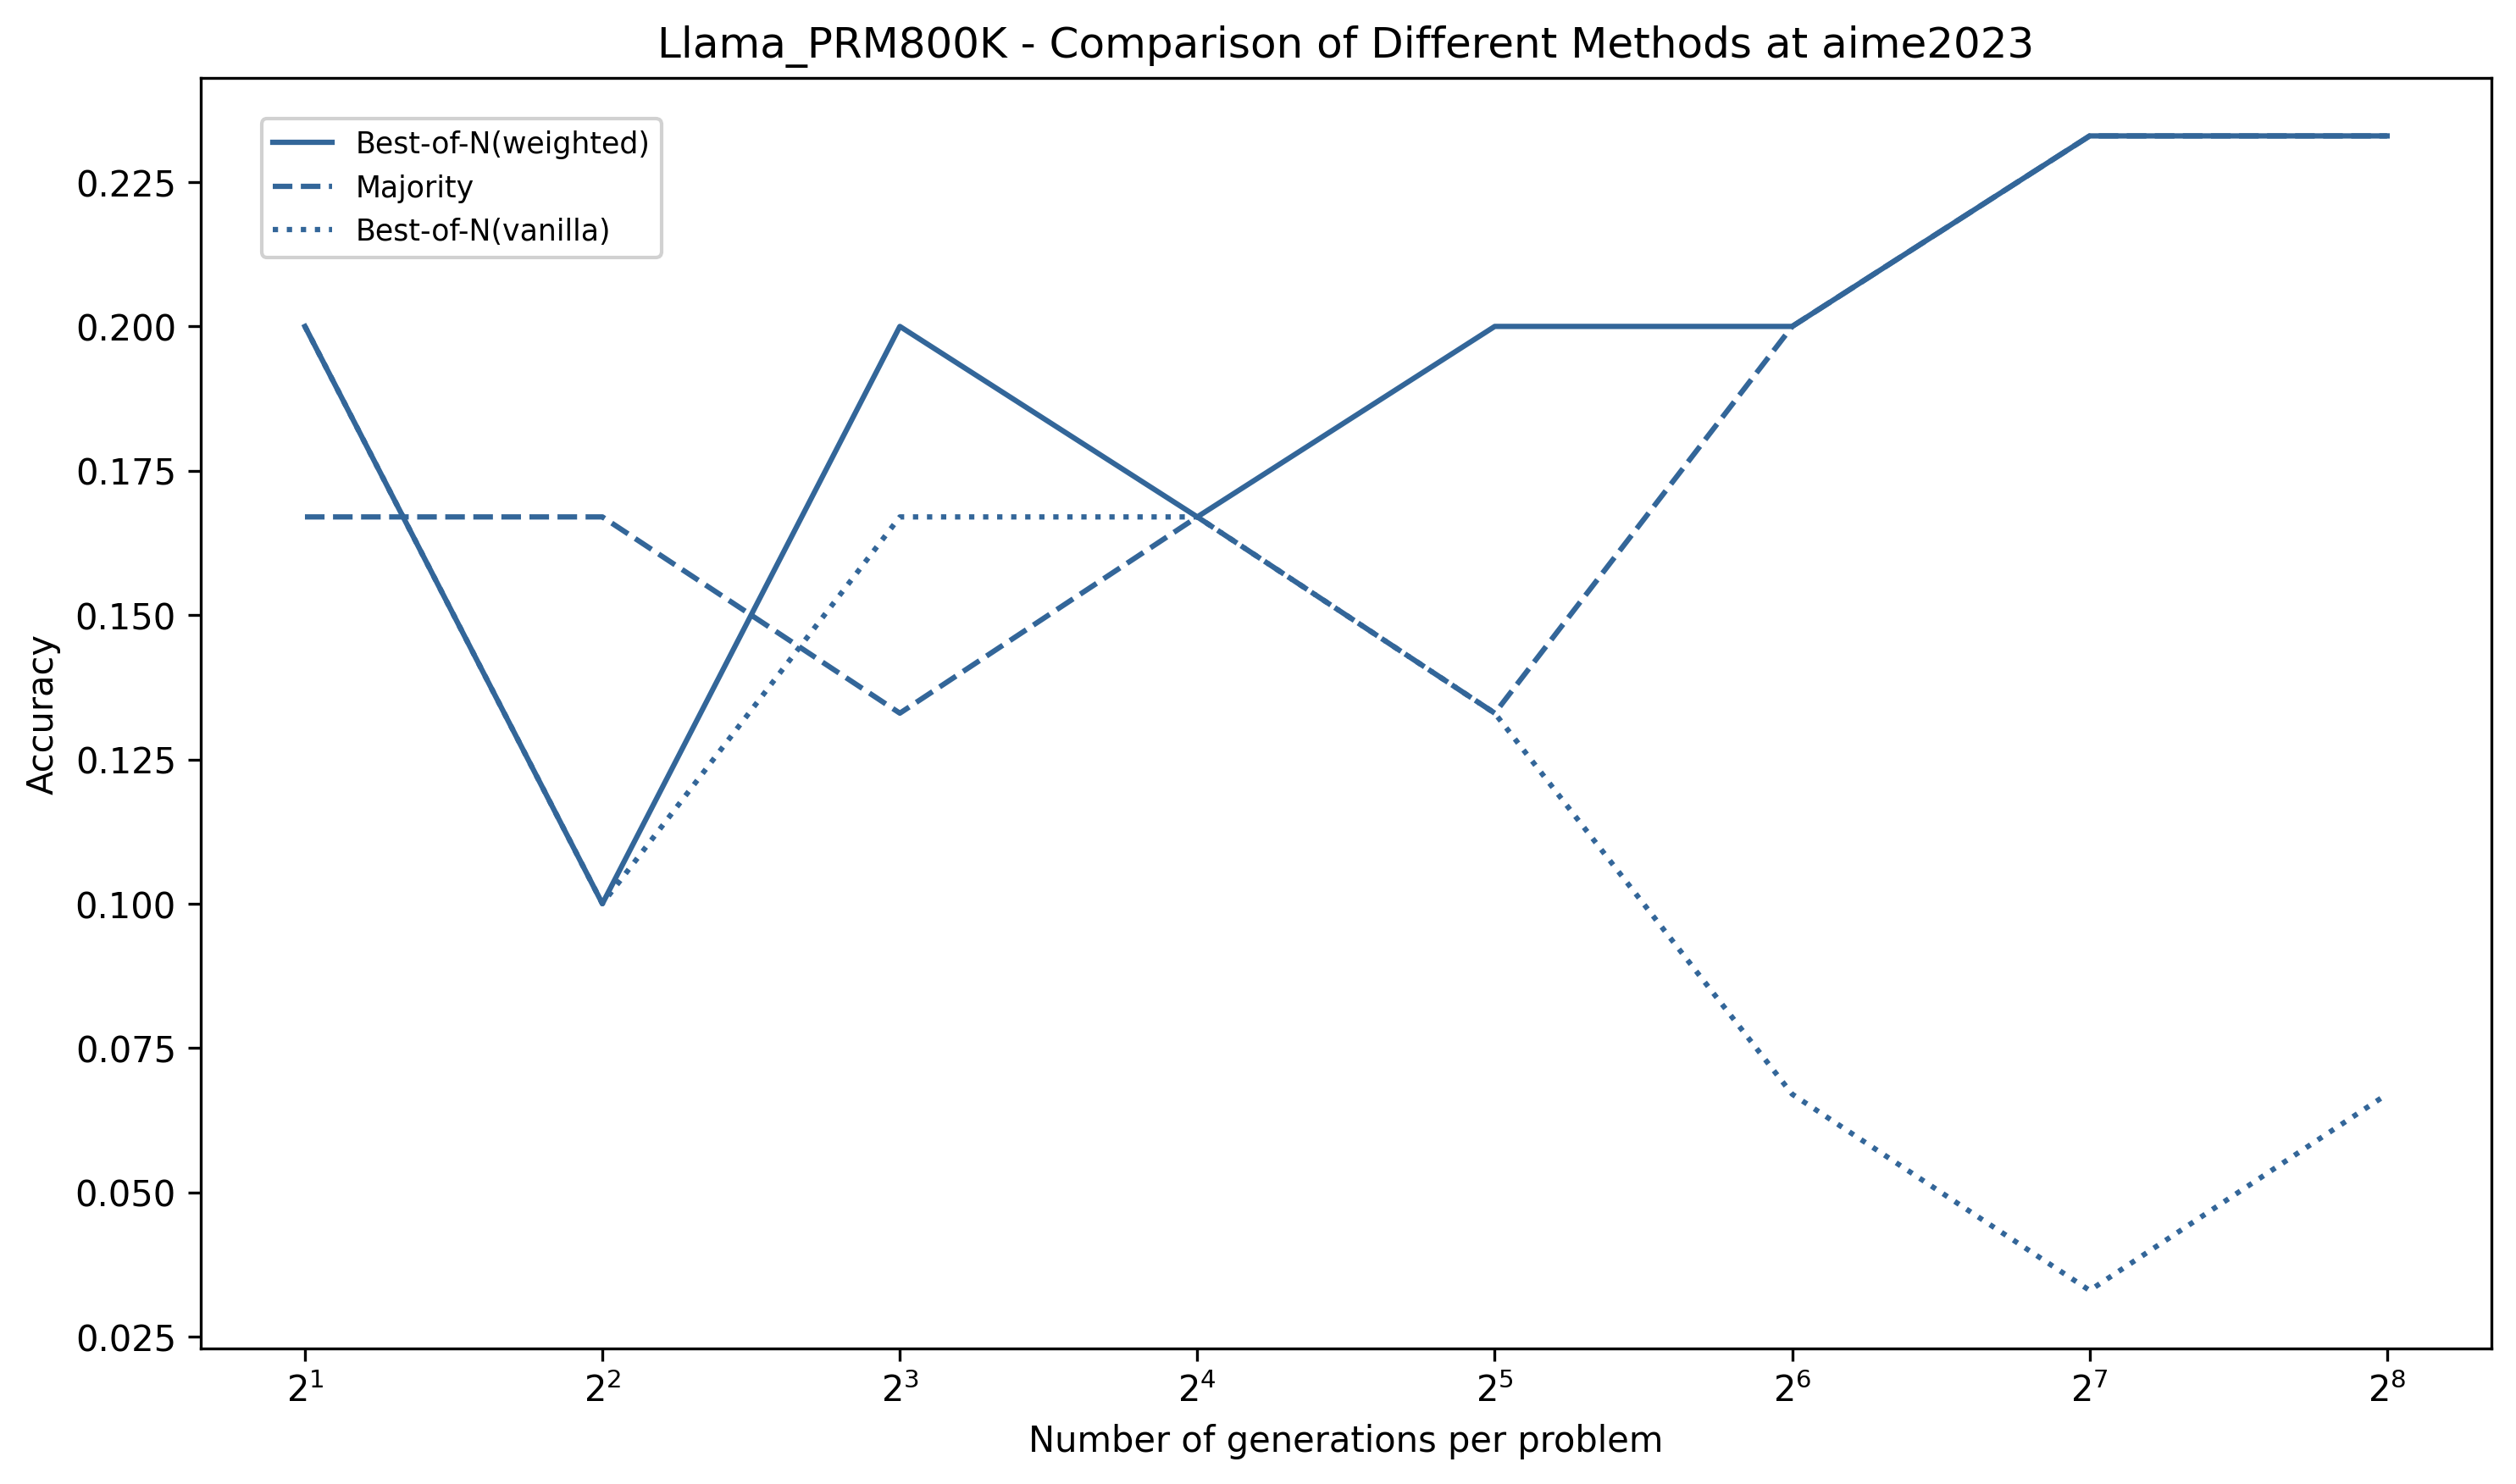 Llama_PRM800K - Comparison of Different Methods at aime2023
Best-of-N(weighted)
Majority
Best-of-N(vanilla)
Accuracy
0.225
0.200
0.175
0.150
0.125
0.100
0.075
0.050
0.025
2¹ 2² 2³ 2⁴ 2⁵ 2⁶ 2⁷ 2⁸
Number of generations per problem